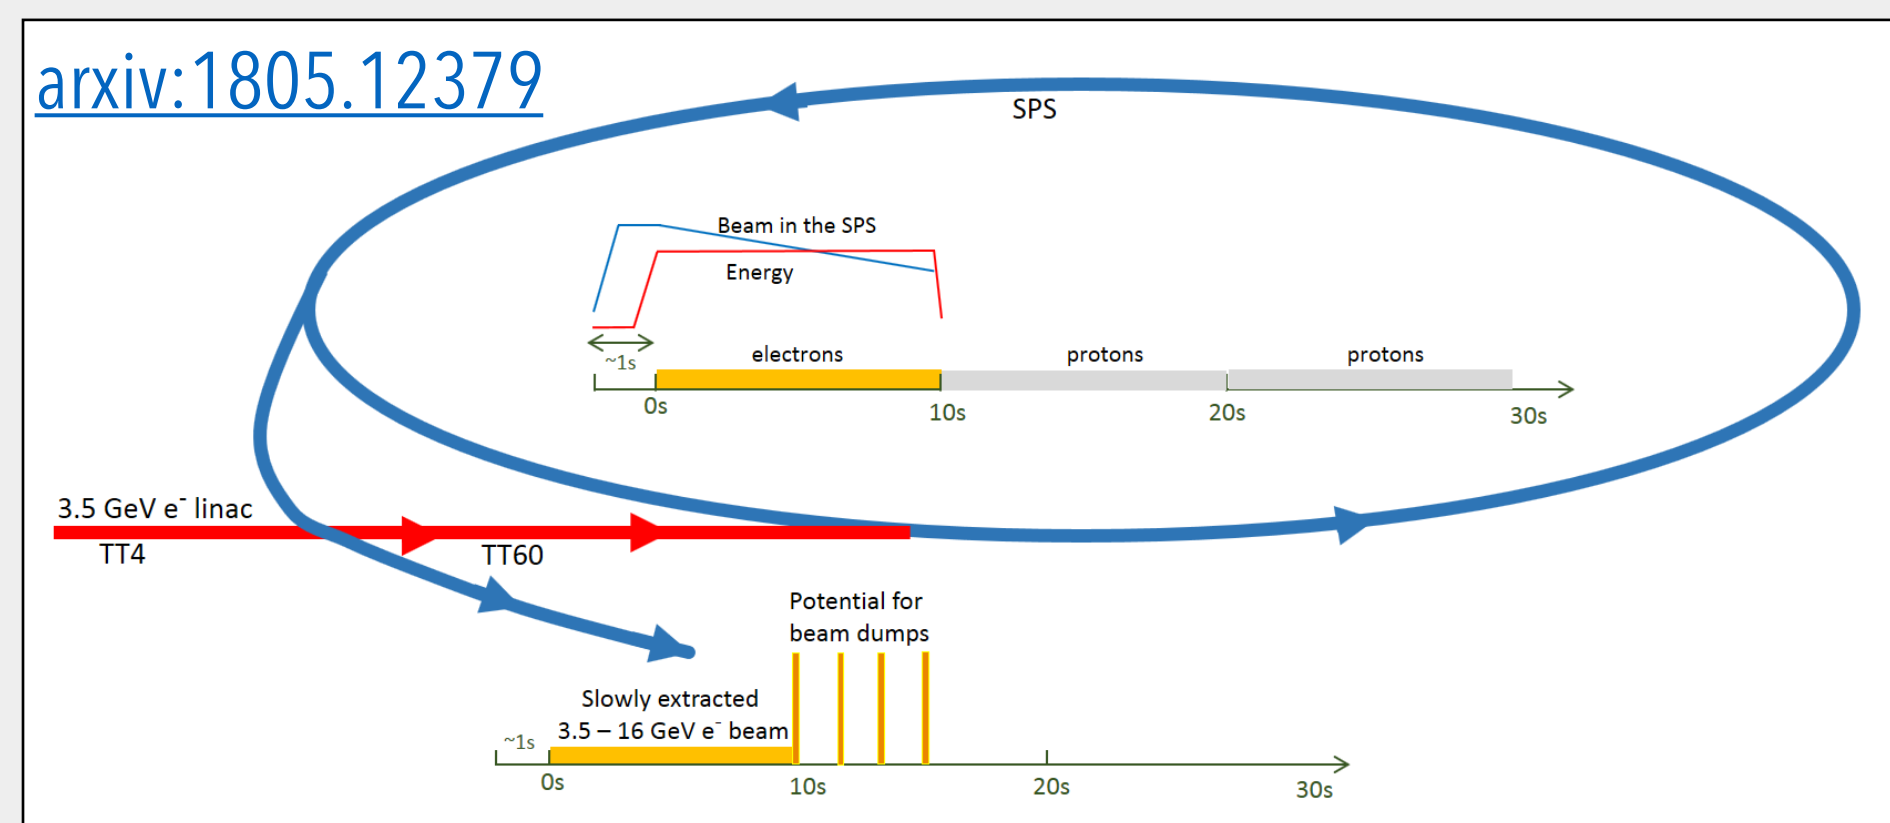 arxiv:1805.12379
SPS
Beam in the SPS
Energy
~1s
electrons
protons
protons
0s
10s
20s
30s
3.5 GeV e⁻ linac
TT4
TT60
Potential for
beam dumps
Slowly extracted
3.5 – 16 GeV e⁻ beam
~1s
0s
10s
20s
30s